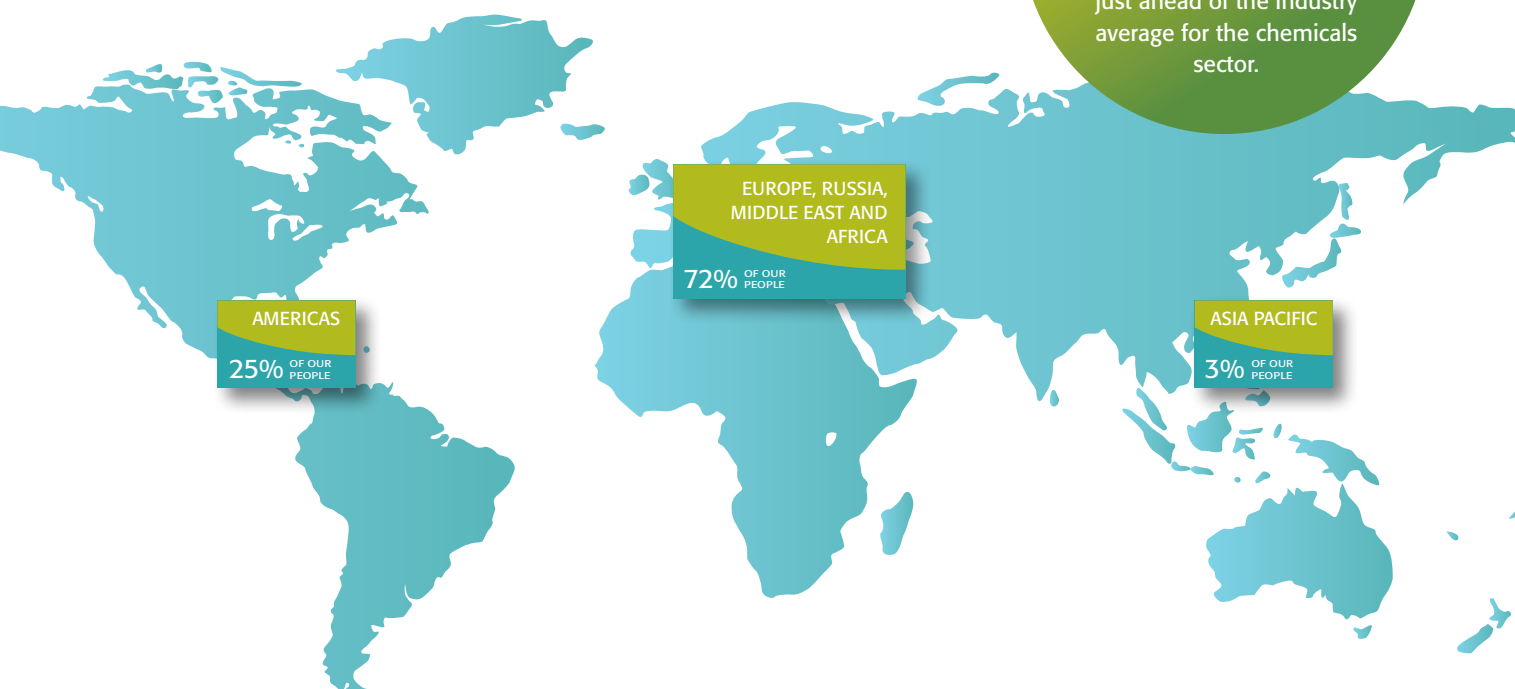 just ahead of the industry
average for the chemicals
sector.
EUROPE, RUSSIA,
MIDDLE EAST AND
AFRICA
72% OF OUR
PEOPLE
AMERICAS
25% OF OUR
PEOPLE
ASIA PACIFIC
3% OF OUR
PEOPLE